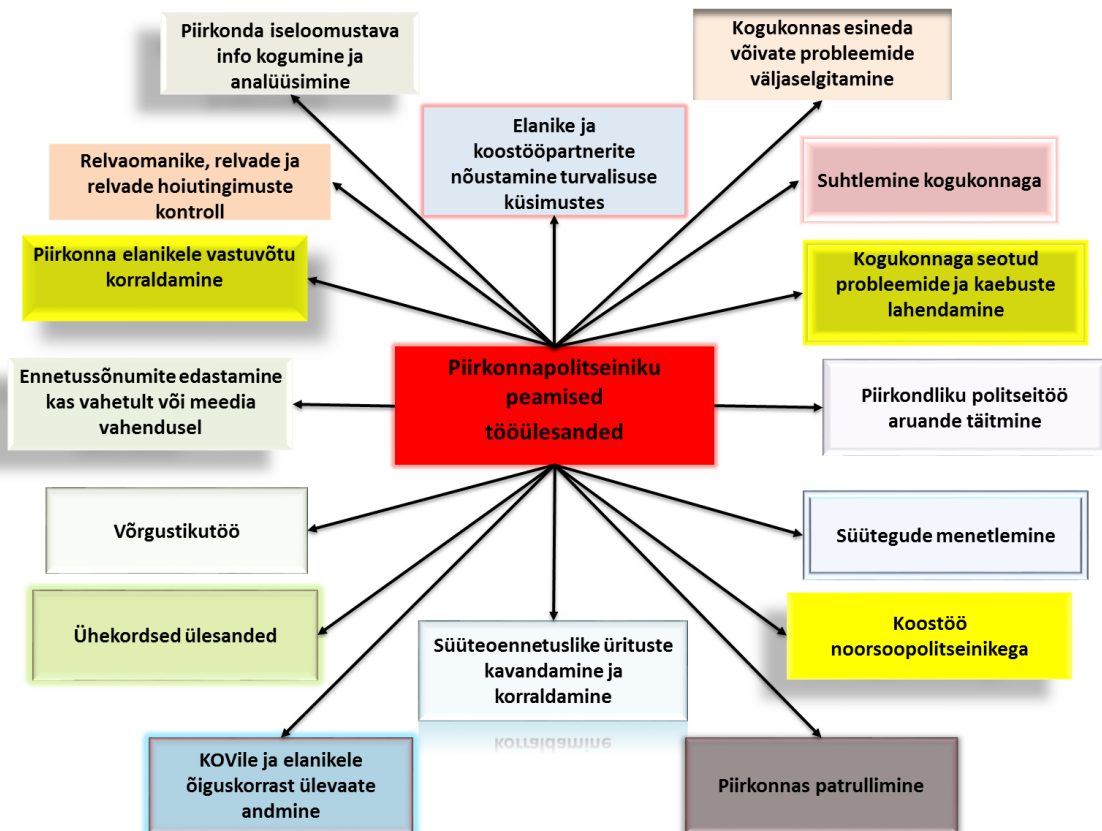 Piirkonda iseloomustava
info kogumine ja
analüüsimine
Kogukonnas esineda
võivate probleemide
väljaselgitamine
Elanike ja
koostööpartnerite
nõustamine turvalisuse
küsimustes
Relvaomanike, relvade ja
relvade hoiutingimuste
kontroll
Suhtlemine kogukonnaga
Piirkonna elanikele vastuvõtu
korraldamine
Kogukonnaga seotud
probleemide ja kaebuste
lahendamine
Piirkonnapolitseiniku
peamised
tööülesanded
Ennetussõnumite edastamine
kas vahetult või meedia
vahendusel
Piirkondliku politseitöö
aruande täitmine
Võrgustikutöö
Süütegude menetlemine
Ühekordsed ülesanded
Koostöö
noorsoopolitseinikega
Süüteoennetuslike ürituste
kavandamine ja
korraldamine
KOVile ja elanikele
õiguskorrast ülevaate
andmine
Piirkonnas patrullimine